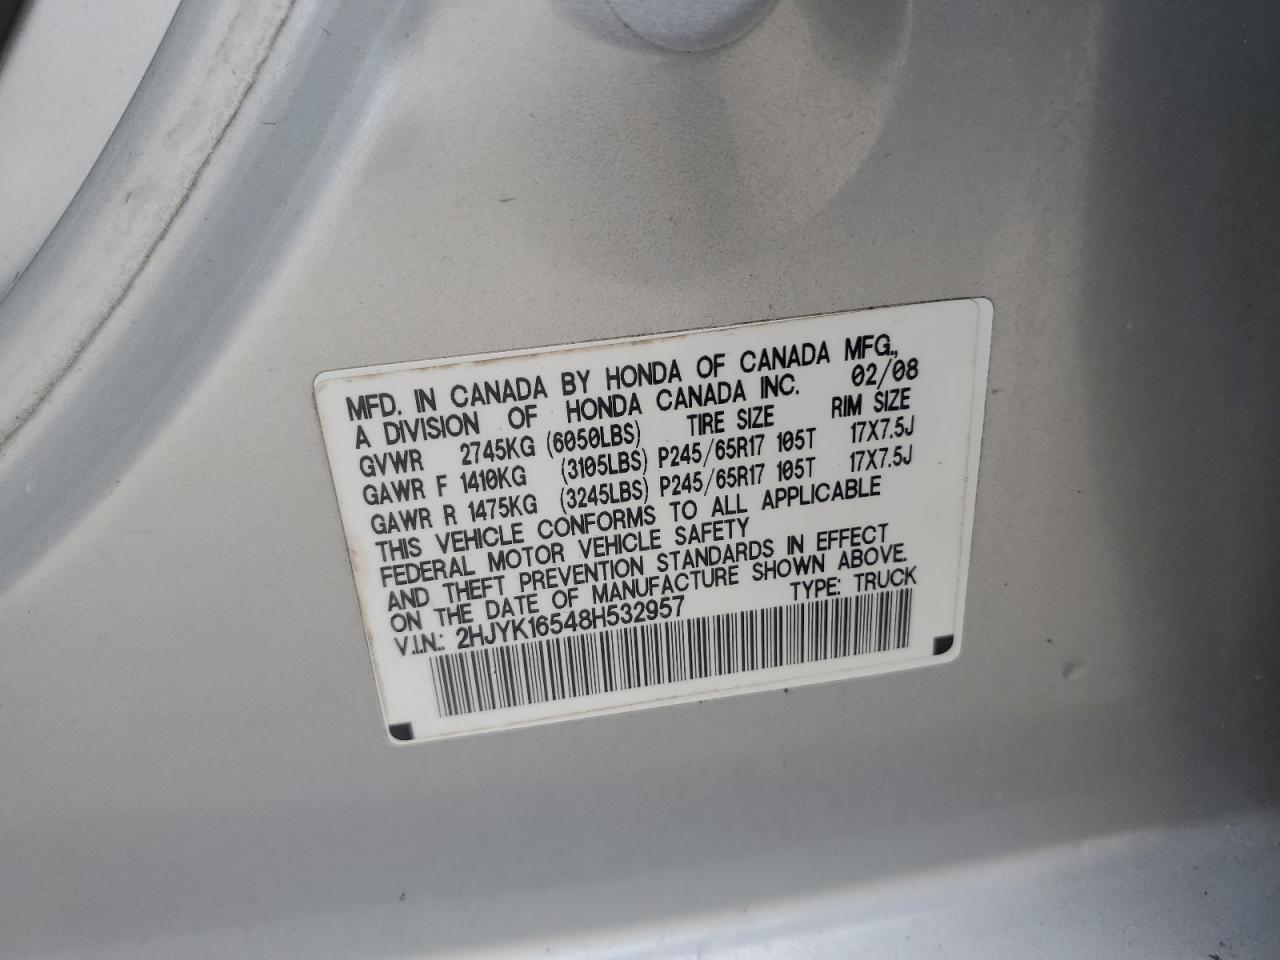 MFD. IN CANADA BY HONDA OF CANADA MFG.,
A DIVISION OF HONDA CANADA INC. 02/08
GVWR 2745KG (6050LBS) TIRE SIZE RIM SIZE
GAWR F 1410KG (3105LBS) P245/65R17 105T 17X7.5J
GAWR R 1475KG (3245LBS) P245/65R17 105T 17X7.5J
THIS VEHICLE CONFORMS TO ALL APPLICABLE
FEDERAL MOTOR VEHICLE SAFETY
AND THEFT PREVENTION STANDARDS IN EFFECT
ON THE DATE OF MANUFACTURE SHOWN ABOVE.
V.I.N.: 2HJYK16548H532957 TYPE: TRUCK